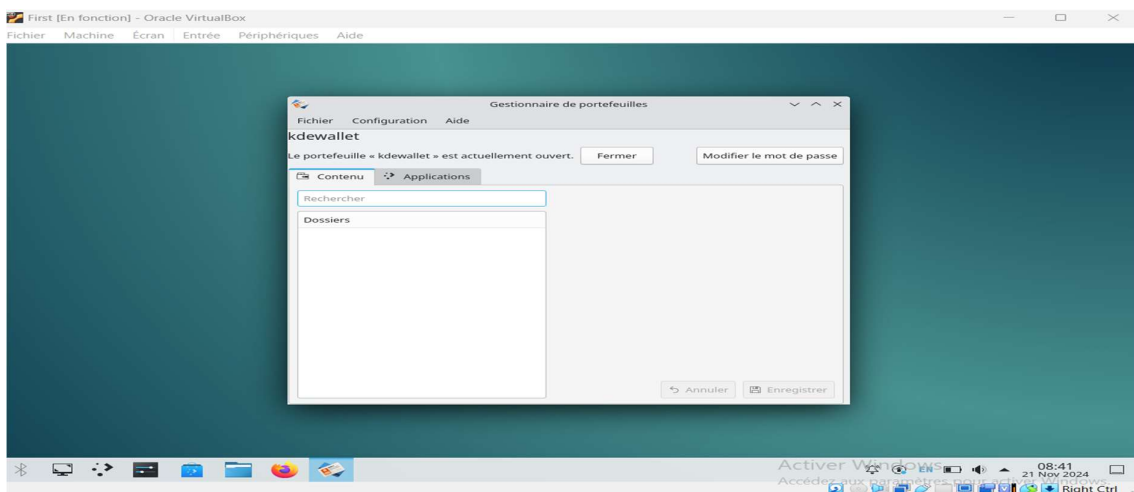 First [En fonction] - Oracle VirtualBox
Fichier Machine Écran Entrée Périphériques Aide
Gestionnaire de portefeuilles
Fichier Configuration Aide
kdewallet
Le portefeuille « kdewallet » est actuellement ouvert. Fermer Modifier le mot de passe
Contenu Applications
Rechercher
Dossiers
Annuler Enregistrer
Activer Windows
Accédez aux paramètres pour activer Windows.
EN
08:41
21 Nov 2024
Right Ctrl